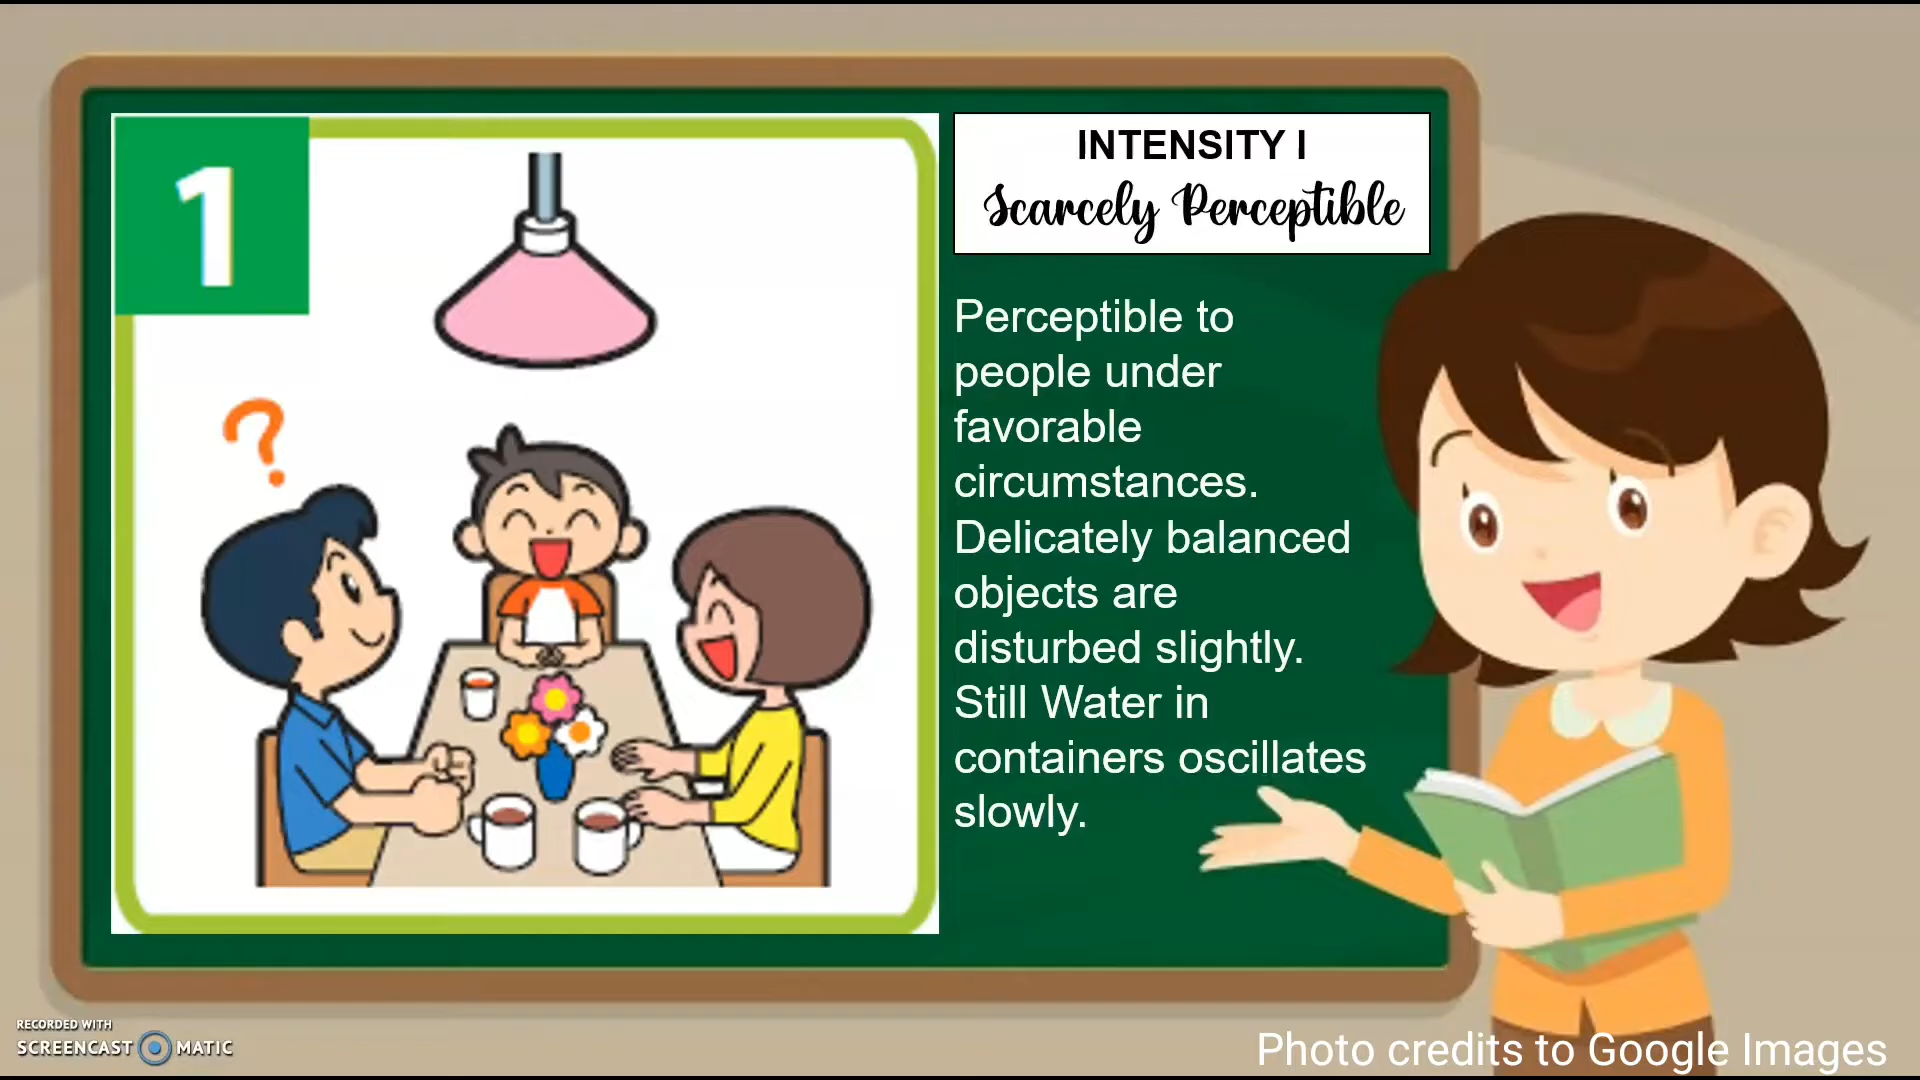 1
?
INTENSITY I
Scarcely Perceptible
Perceptible to
people under
favorable
circumstances.
Delicately balanced
objects are
disturbed slightly.
Still Water in
containers oscillates
slowly.
RECORDED WITH
SCREENCAST MATIC
Photo credits to Google Images